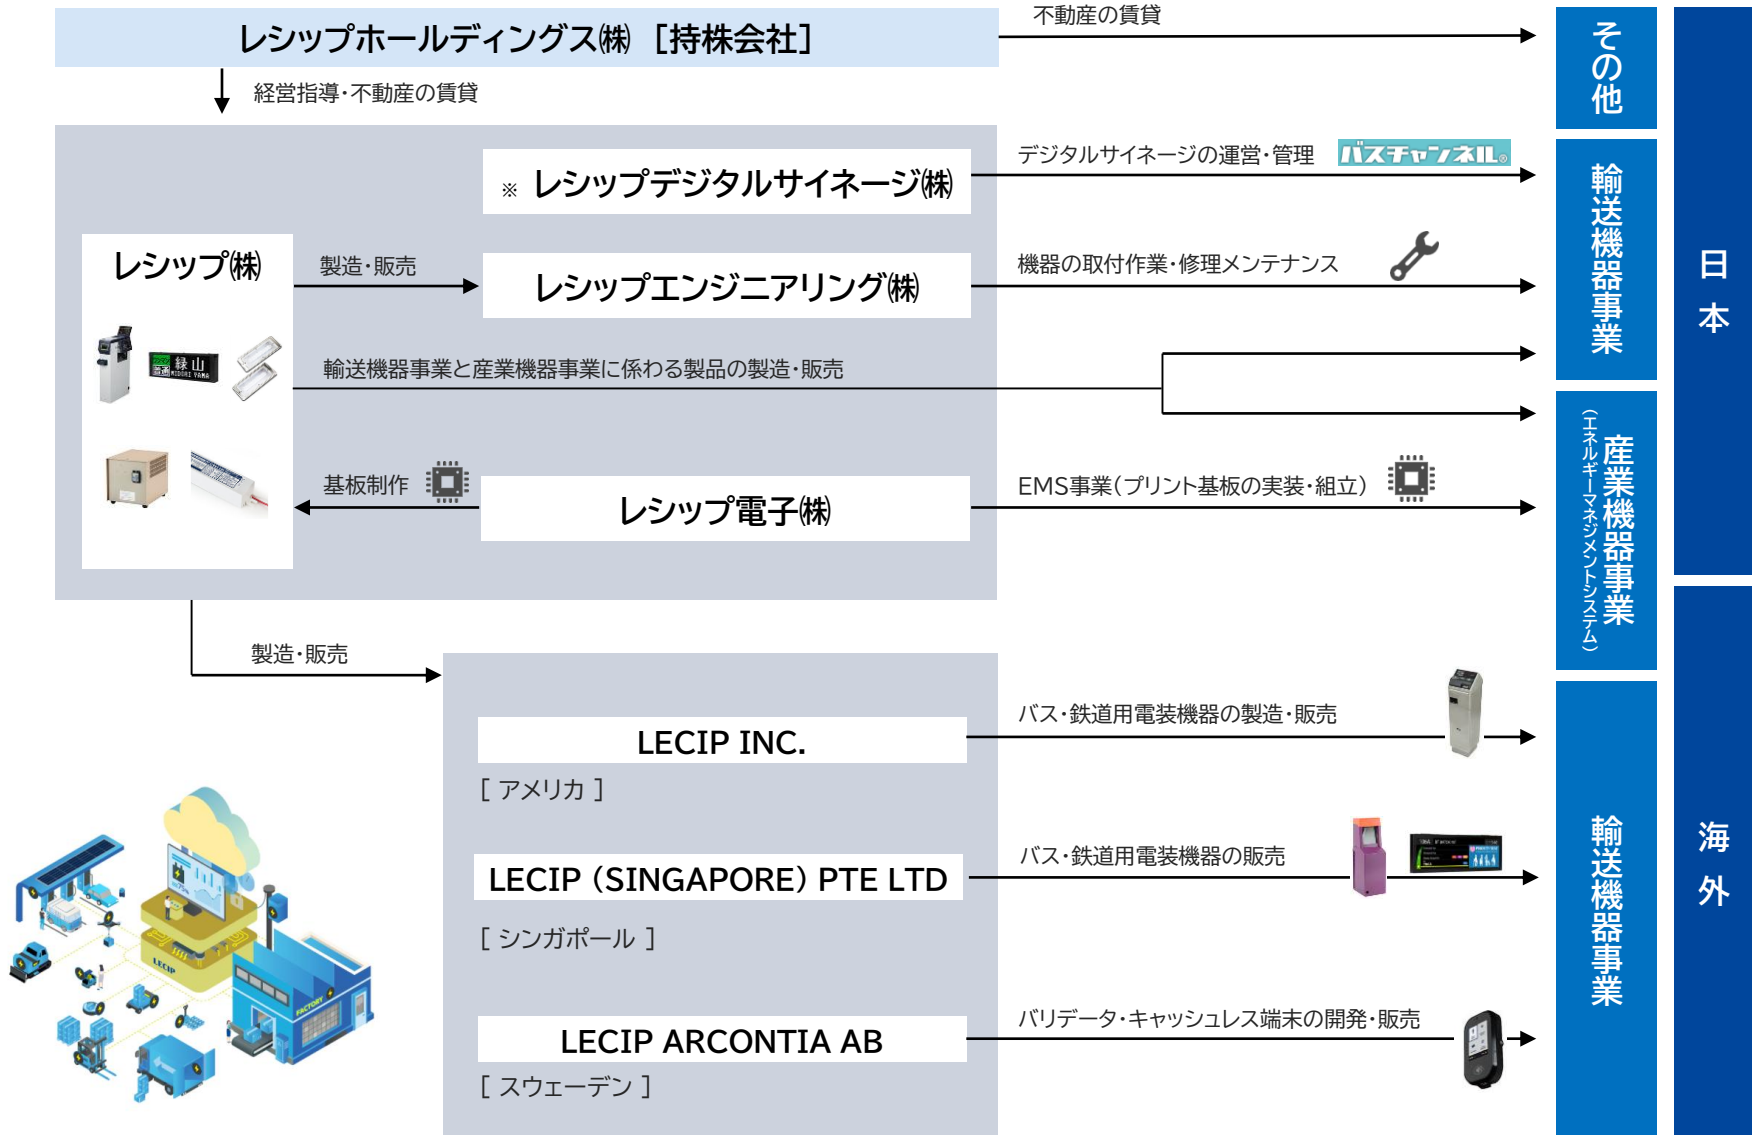 レシップホールディングス㈱ [持株会社]
不動産の賃貸
その他
経営指導・不動産の賃貸
※ レシップデジタルサイネージ㈱
デジタルサイネージの運営・管理
バスチャンネル®
輸送機器事業
日本
レシップ㈱
製造・販売
レシップエンジニアリング㈱
機器の取付作業・修理メンテナンス
緑山
MIDORI YAMA
輸送機器事業と産業機器事業に係わる製品の製造・販売
産業機器事業
(エネルギーマネジメントシステム)
基板制作
レシップ電子㈱
EMS事業(プリント基板の実装・組立)
製造・販売
LECIP INC.
[ アメリカ ]
バス・鉄道用電装機器の製造・販売
LECIP (SINGAPORE) PTE LTD
[ シンガポール ]
バス・鉄道用電装機器の販売
輸送機器事業
海外
LECIP ARCONTIA AB
[ スウェーデン ]
バリデータ・キャッシュレス端末の開発・販売
LECIP
FACTORY